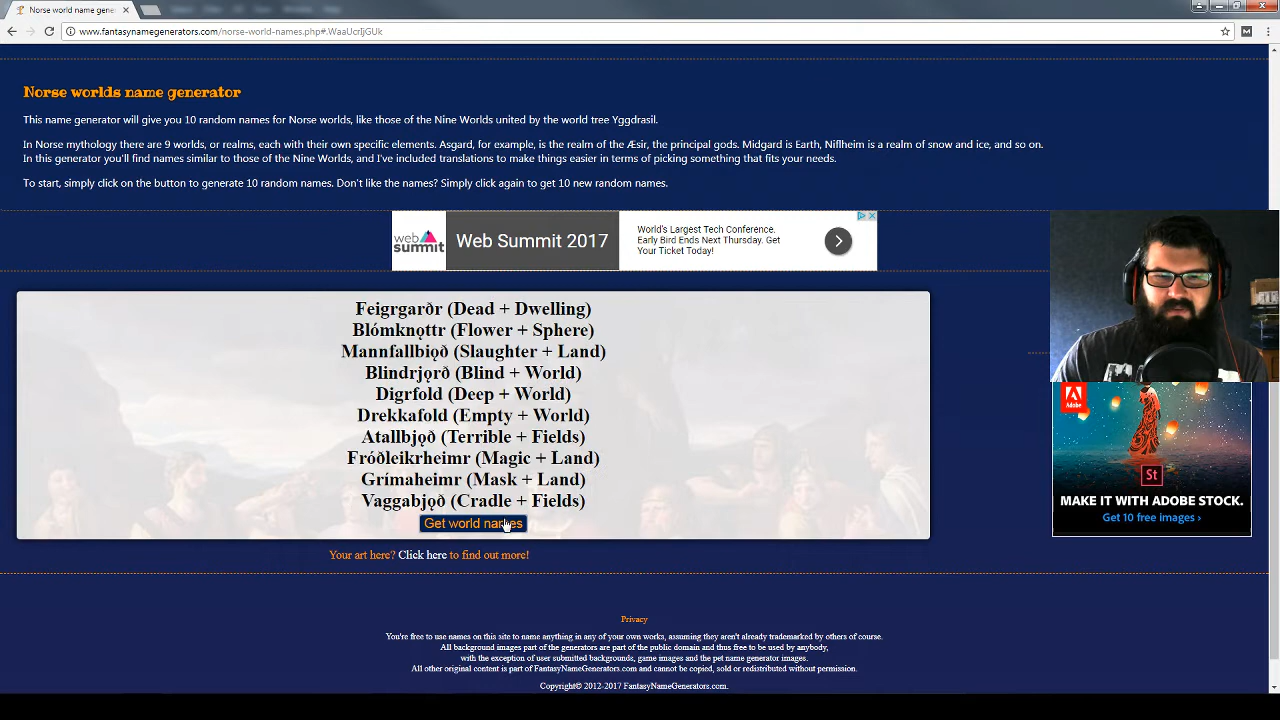 Norse world name gener
www.fantasynamegenerators.com/norse-world-names.php#.WaaUcrIjGUk
Norse worlds name generator
This name generator will give you 10 random names for Norse worlds, like those of the Nine Worlds united by the world tree Yggdrasil.
In Norse mythology there are 9 worlds, or realms, each with their own specific elements. Asgard, for example, is the realm of the Æsir, the principal gods. Midgard is Earth, Niflheim is a realm of snow and ice, and so on.
In this generator you'll find names similar to those of the Nine Worlds, and I've included translations to make things easier in terms of picking something that fits your needs.
To start, simply click on the button to generate 10 random names. Don't like the names? Simply click again to get 10 new random names.
web summit
Web Summit 2017
World's Largest Tech Conference.
Early Bird Ends Next Thursday. Get
Your Ticket Today!
Feigrgarðr (Dead + Dwelling)
Blómknǫttr (Flower + Sphere)
Mannfallbiǫð (Slaughter + Land)
Blindrjǫrð (Blind + World)
Digrfold (Deep + World)
Drekkafold (Empty + World)
Atallbjǫð (Terrible + Fields)
Fróðleikrheimr (Magic + Land)
Grímaheimr (Mask + Land)
Vaggabjǫð (Cradle + Fields)
Get world names
Your art here? Click here to find out more!
Adobe
St
MAKE IT WITH ADOBE STOCK.
Get 10 free images ›
Privacy
You're free to use names on this site to name anything in any of your own works, assuming they aren't already trademarked by others of course.
All background images part of the generators are part of the public domain and thus free to be used by anybody,
with the exception of user submitted backgrounds, game images and the pet name generator images.
All other original content is part of FantasyNameGenerators.com and cannot be copied, sold or redistributed without permission.
Copyright© 2012-2017 FantasyNameGenerators.com.